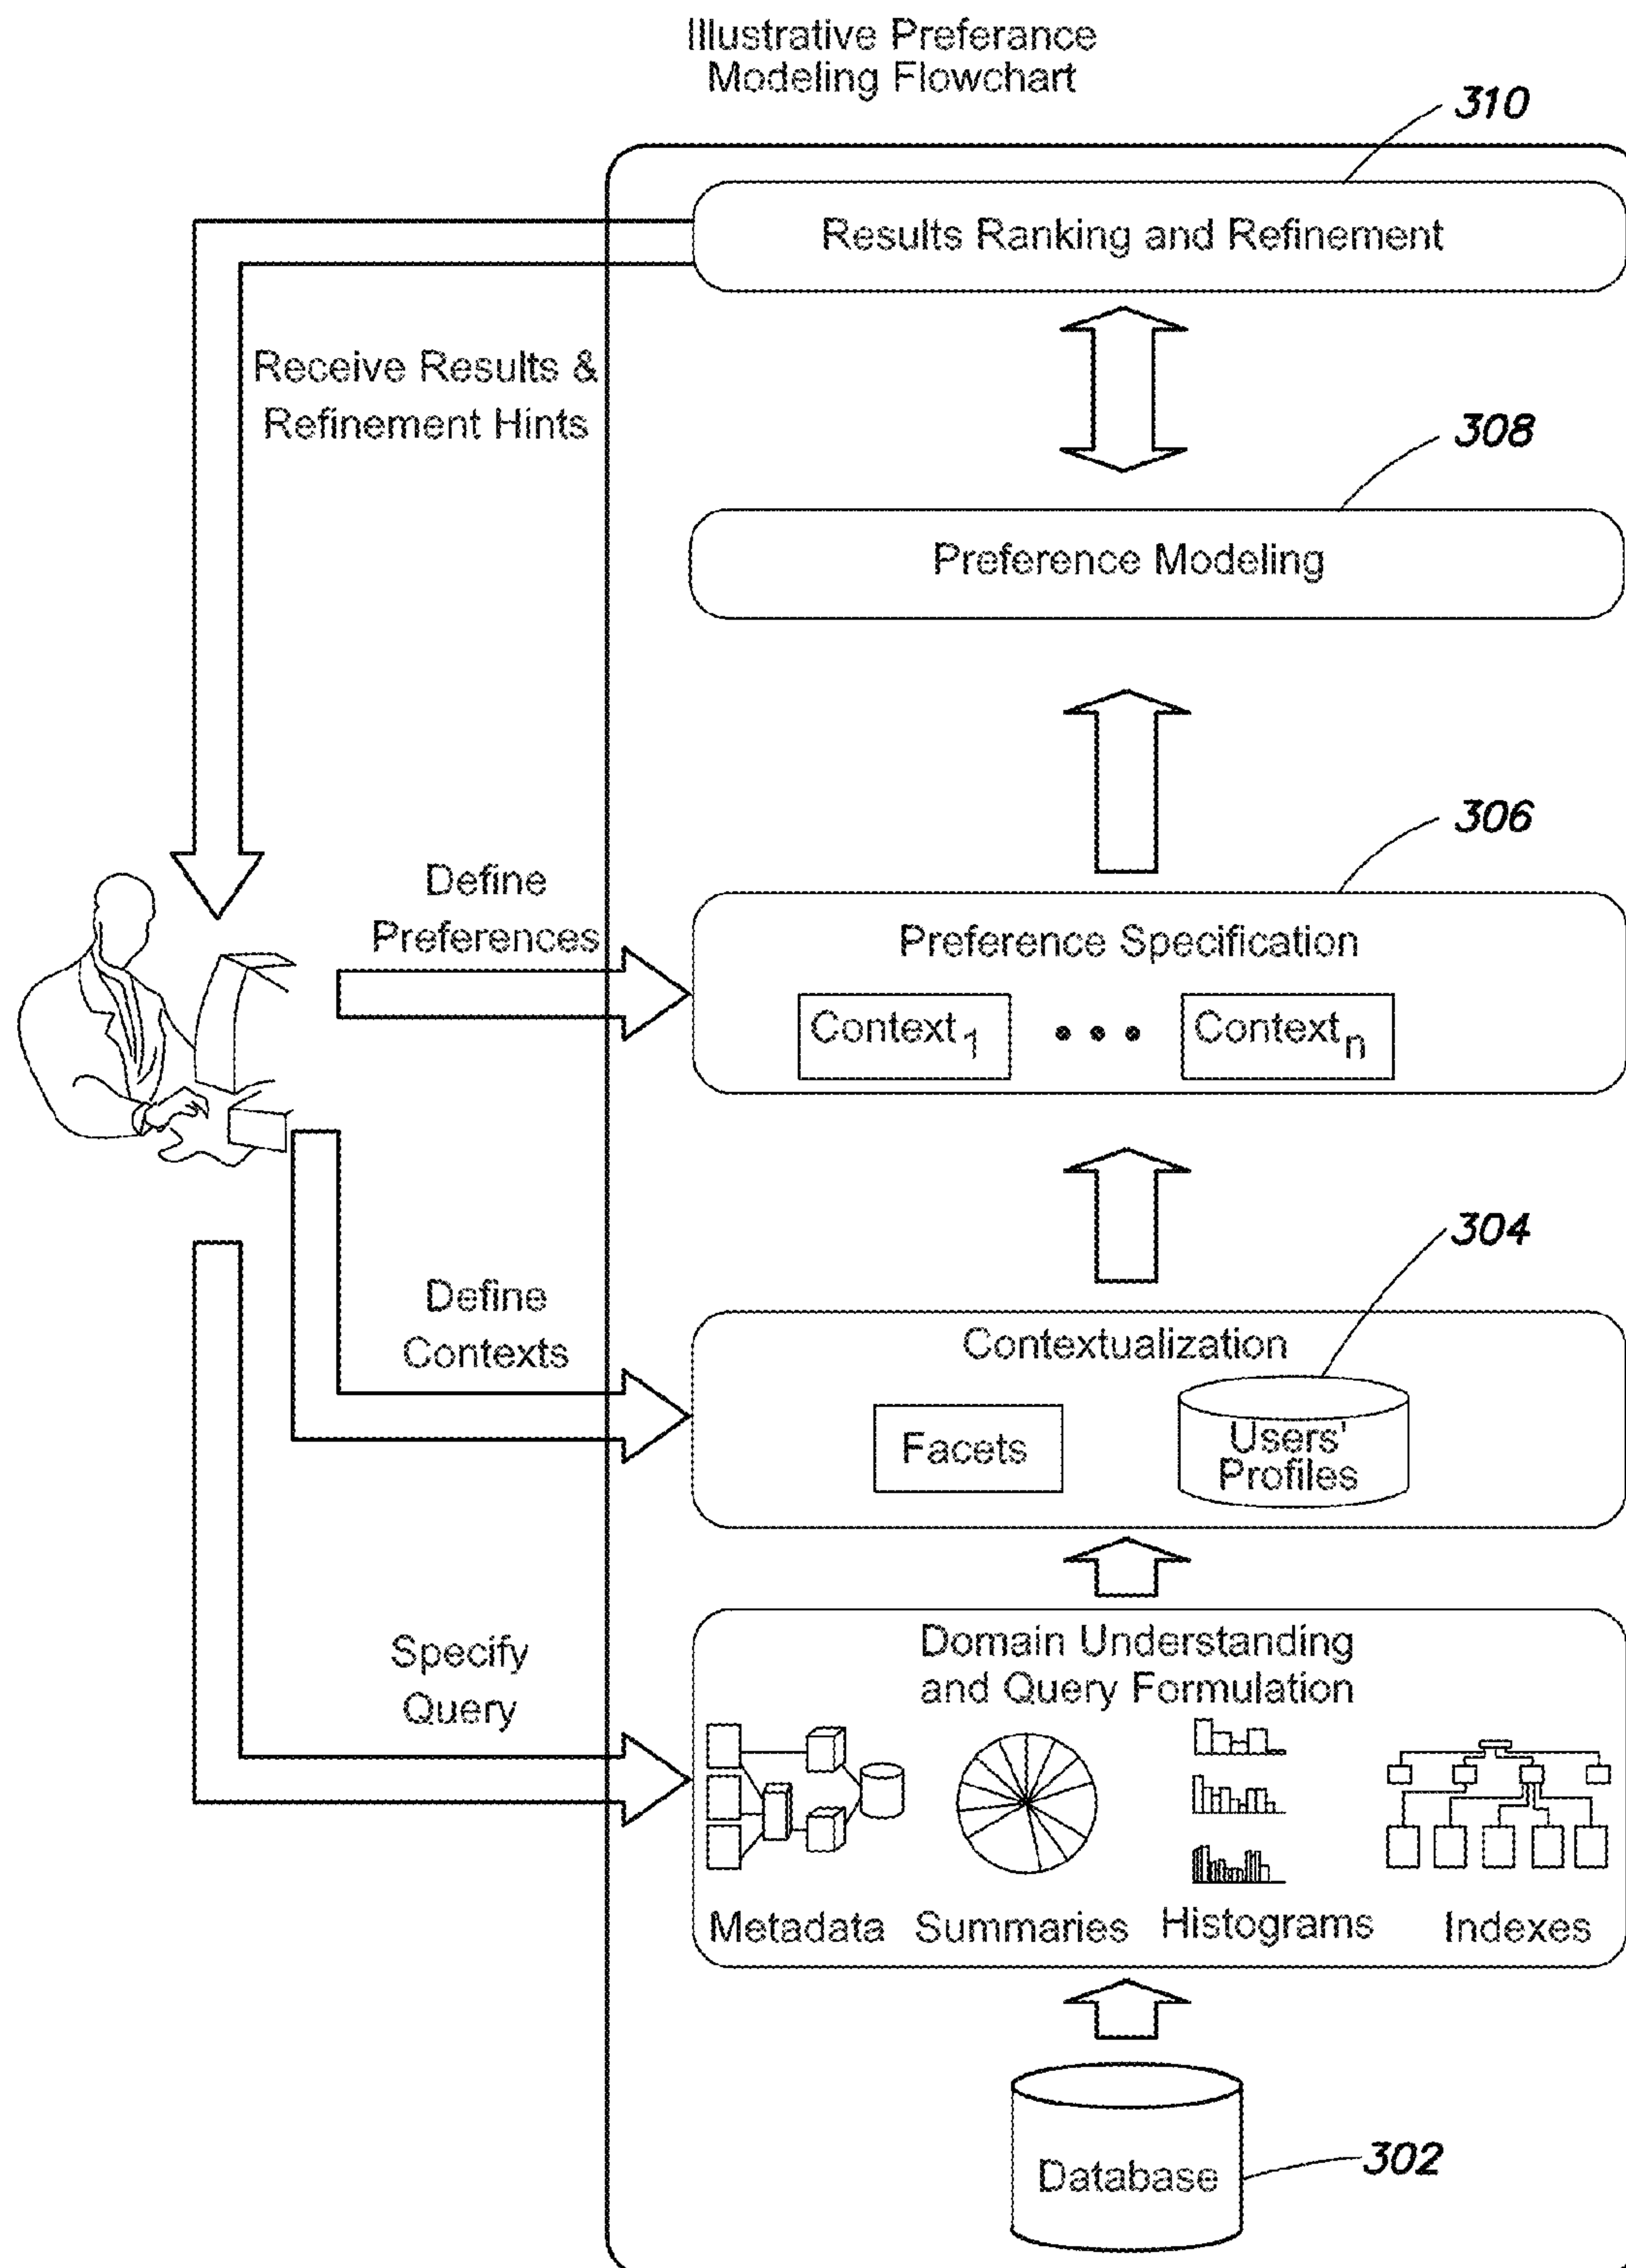 Illustrative Preferance
Modeling Flowchart
310
Results Ranking and Refinement
Receive Results &
Refinement Hints
308
Preference Modeling
306
Define
Preferences
Preference Specification
Context1 • • • Contextn
304
Define
Contexts
Contextualization
Facets
Users'
Profiles
Specify
Query
Domain Understanding
and Query Formulation
Metadata Summaries Histograms Indexes
Database
302